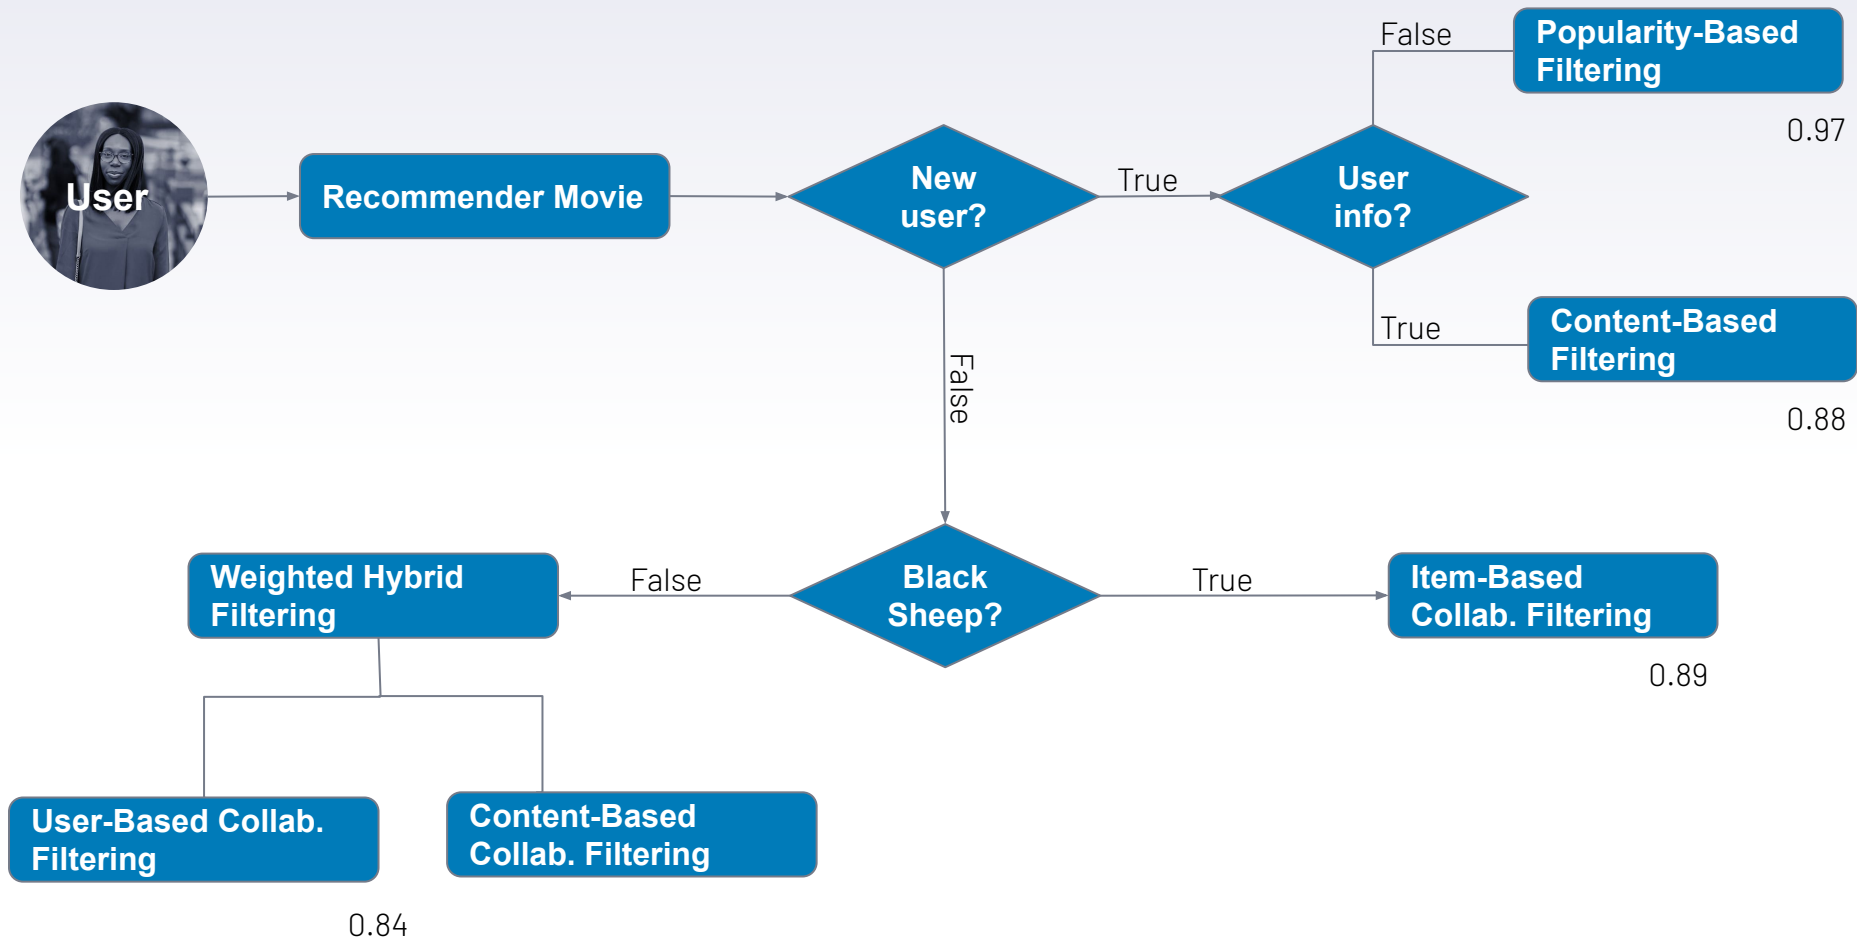 User
Recommender Movie
New
user?
True
User
info?
False
Popularity-Based
Filtering
0.97
True
Content-Based
Filtering
0.88
False
Black
Sheep?
False
Weighted Hybrid
Filtering
True
Item-Based
Collab. Filtering
0.89
User-Based Collab.
Filtering
Content-Based
Collab. Filtering
0.84